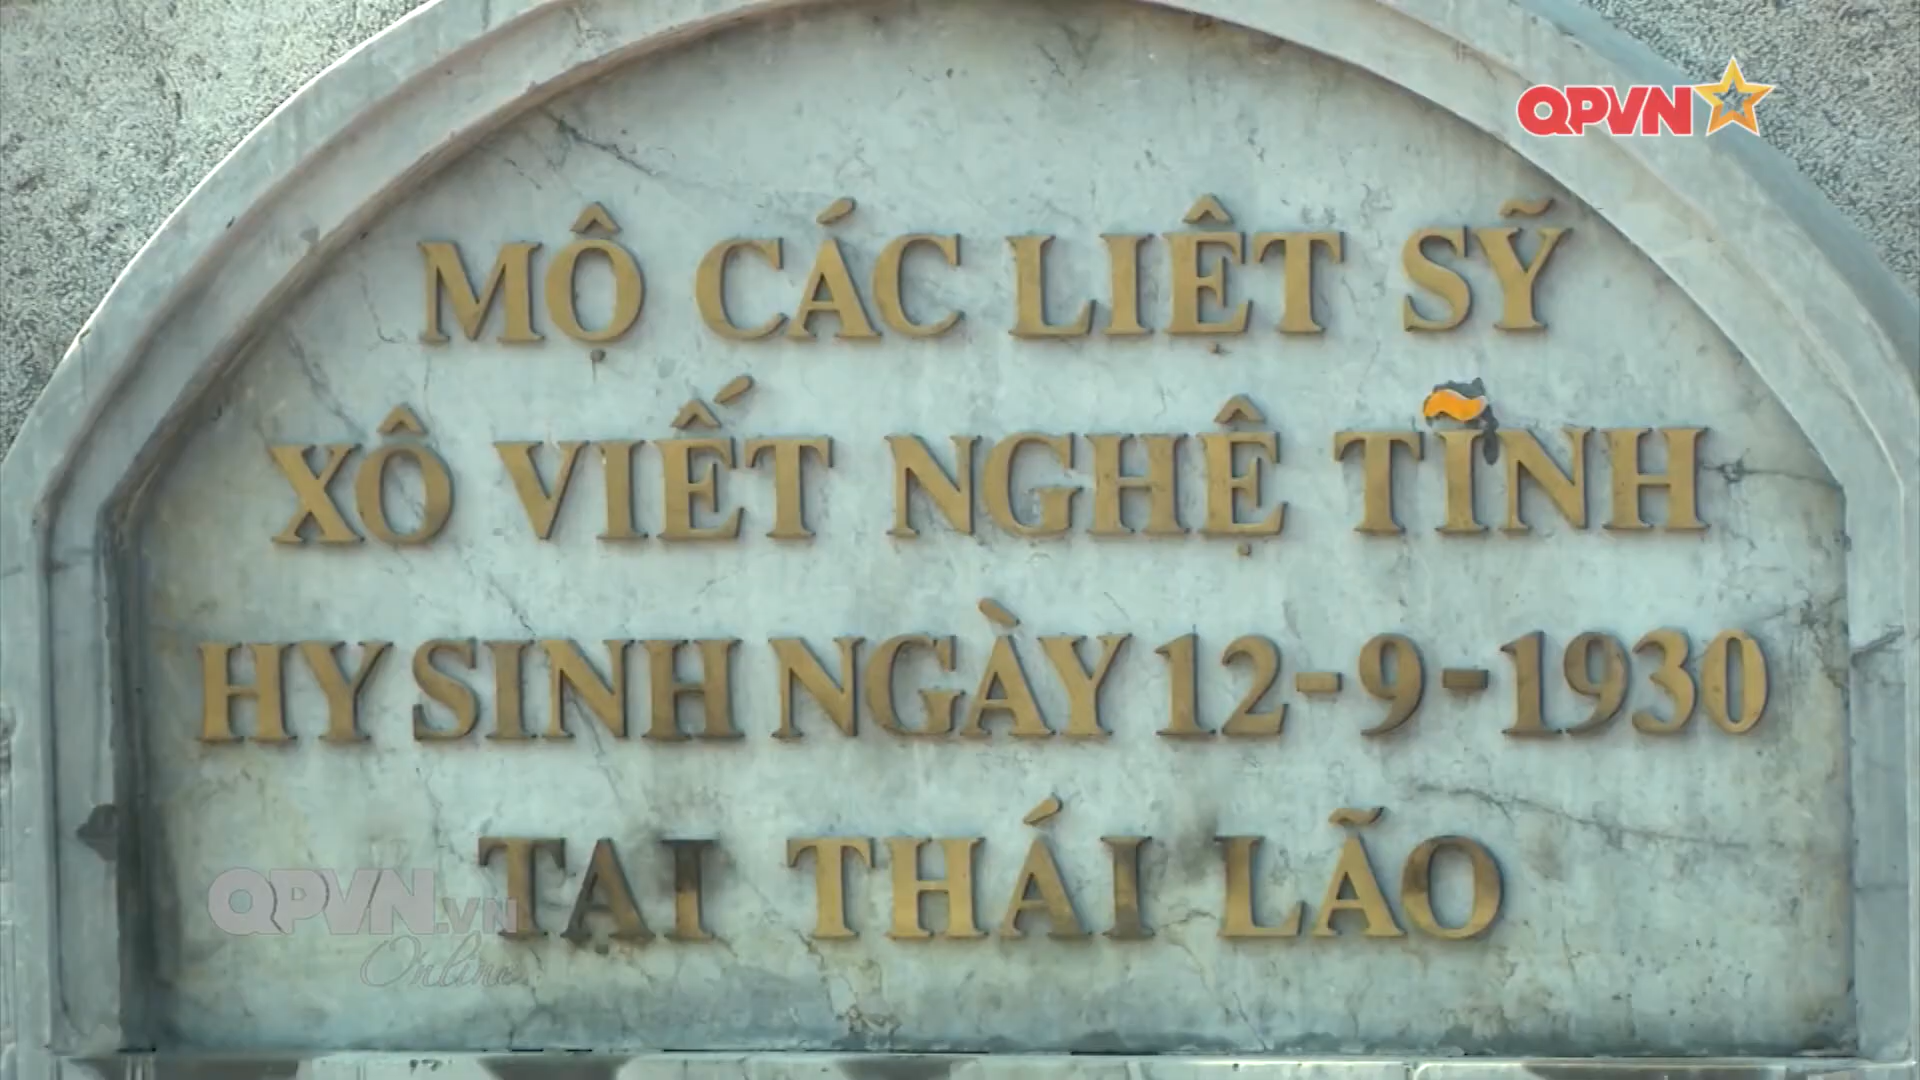 QPVN
MỘ CÁC LIỆT SỸ
XÔ VIẾT NGHỆ TĨNH
HY SINH NGÀY 12-9-1930
TAI THÁI LÃO
QPVN.VN
Online